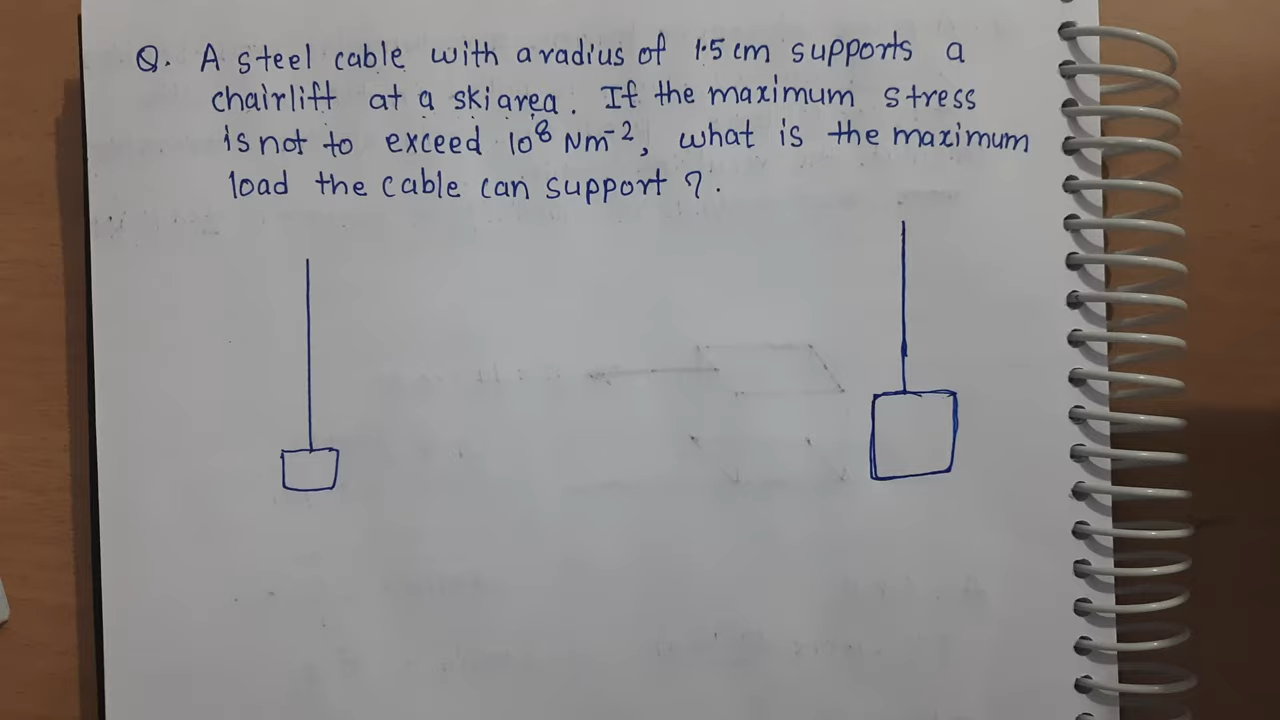 Q. A steel cable with a radius of 1.5 cm supports a
chairlift at a ski area. If the maximum stress
is not to exceed 10⁸ Nm⁻², what is the maximum
load the cable can support ?.